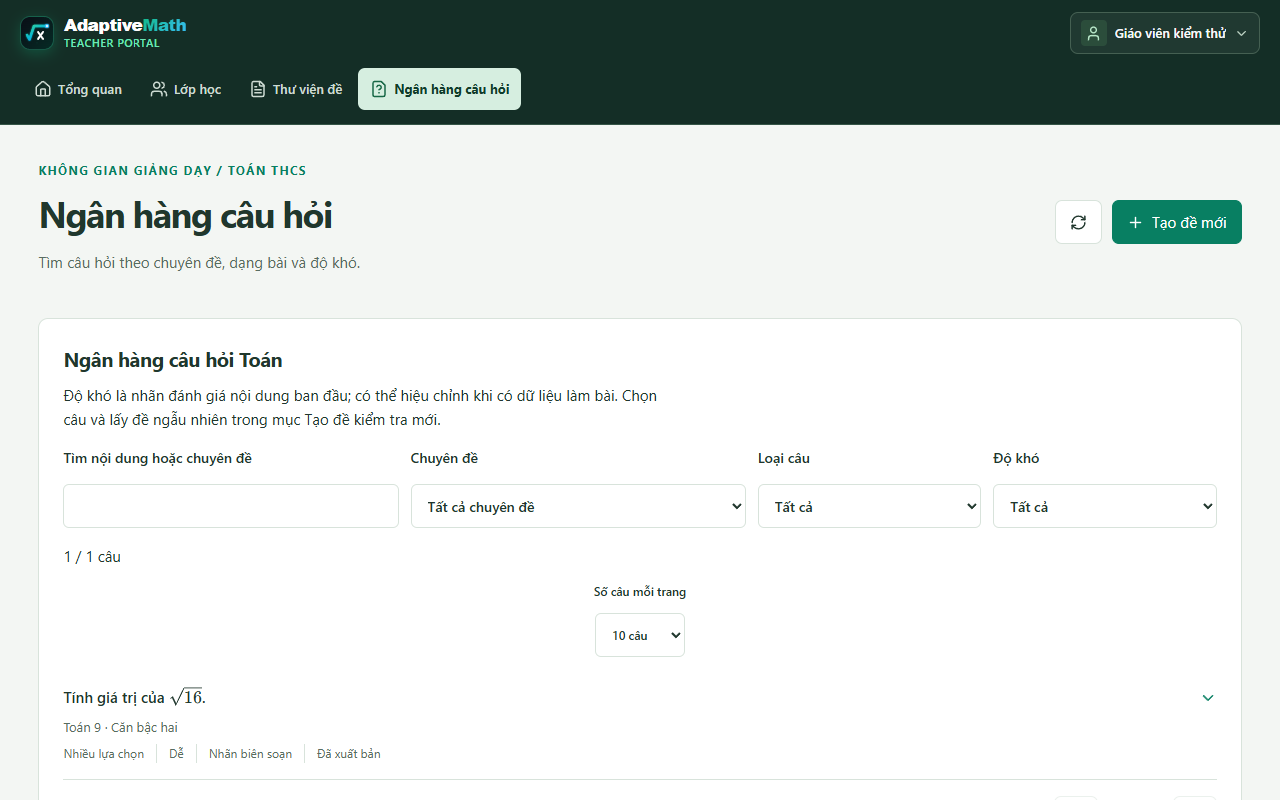 AdaptiveMath
TEACHER PORTAL
Giáo viên kiểm thử
Tổng quan
Lớp học
Thư viện đề
Ngân hàng câu hỏi
KHÔNG GIAN GIẢNG DẠY / TOÁN THCS
Ngân hàng câu hỏi
Tạo đề mới
Tìm câu hỏi theo chuyên đề, dạng bài và độ khó.
Ngân hàng câu hỏi Toán
Độ khó là nhãn đánh giá nội dung ban đầu; có thể hiệu chỉnh khi có dữ liệu làm bài. Chọn
câu và lấy đề ngẫu nhiên trong mục Tạo đề kiểm tra mới.
Tìm nội dung hoặc chuyên đề
Chuyên đề
Loại câu
Độ khó
Tất cả chuyên đề
Tất cả
Tất cả
1 / 1 câu
Số câu mỗi trang
10 câu
Tính giá trị của √16.
Toán 9 · Căn bậc hai
Nhiều lựa chọn
Dễ
Nhãn biên soạn
Đã xuất bản